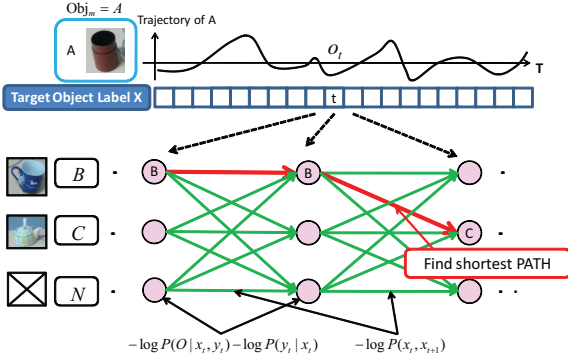 Obj_m = A
Trajectory of A
A
O_t
T
Target Object Label X
t
B
B
B
C
C
N
Find shortest PATH
−log P(O | x_t, y_t) −log P(y_t | x_t)
−log P(x_t, x_{t+1})